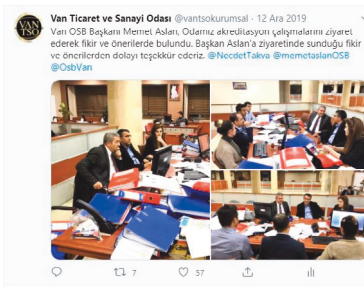 VAN
TSO
Van Ticaret ve Sanayi Odası @vantsokurumsal · 12 Ara 2019
Van OSB Başkanı Memet Aslan, Odamız akreditasyon çalışmalarını ziyaret
ederek fikir ve önerilerde bulundu. Başkan Aslan'a ziyaretinde sunduğu fikir
ve önerilerden dolayı teşekkür ederiz. @NecdetTakva @memetaslanOSB
@OsbVan
7
57